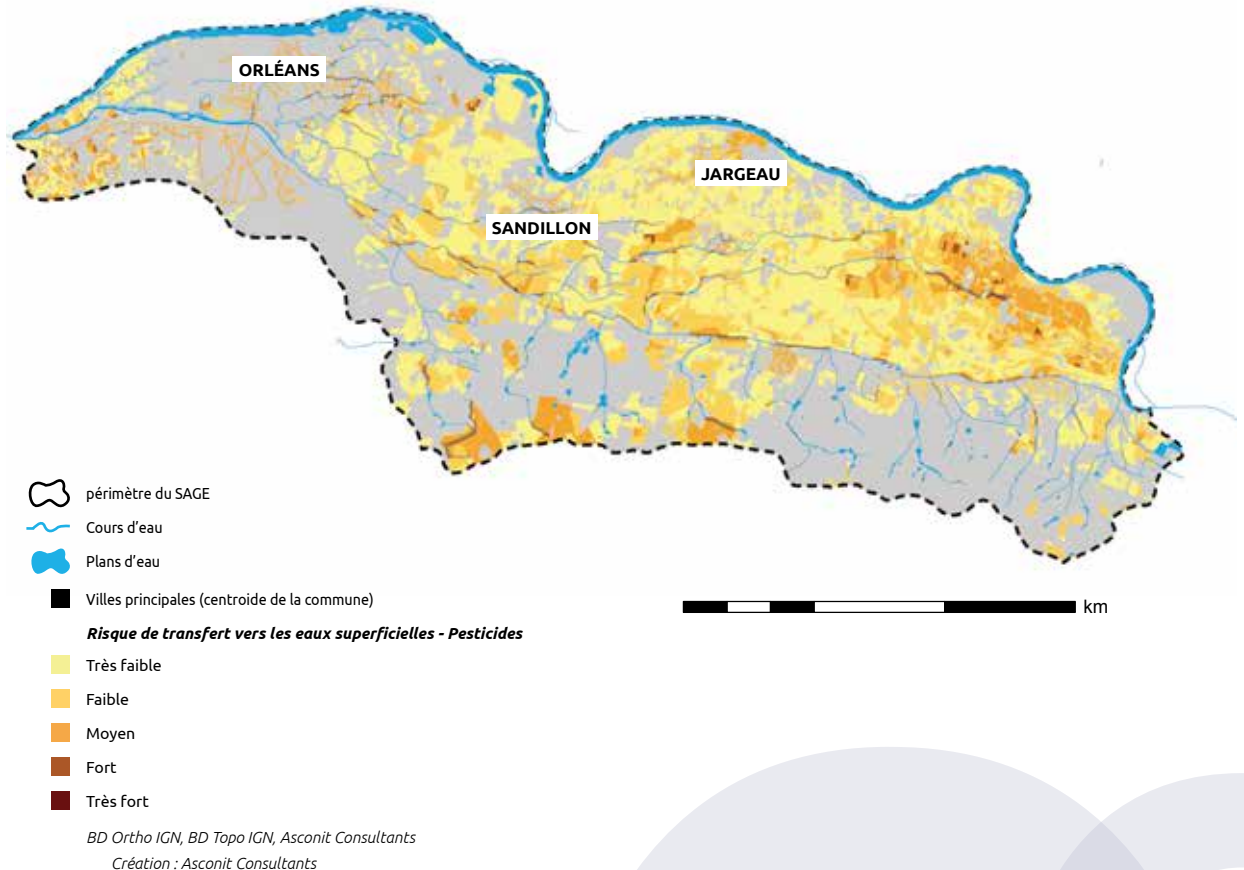 ORLÉANS
JARGEAU
SANDILLON
périmètre du SAGE
Cours d'eau
Plans d'eau
Villes principales (centroide de la commune)
km
Risque de transfert vers les eaux superficielles - Pesticides
Très faible
Faible
Moyen
Fort
Très fort
BD Ortho IGN, BD Topo IGN, Asconit Consultants
Création : Asconit Consultants